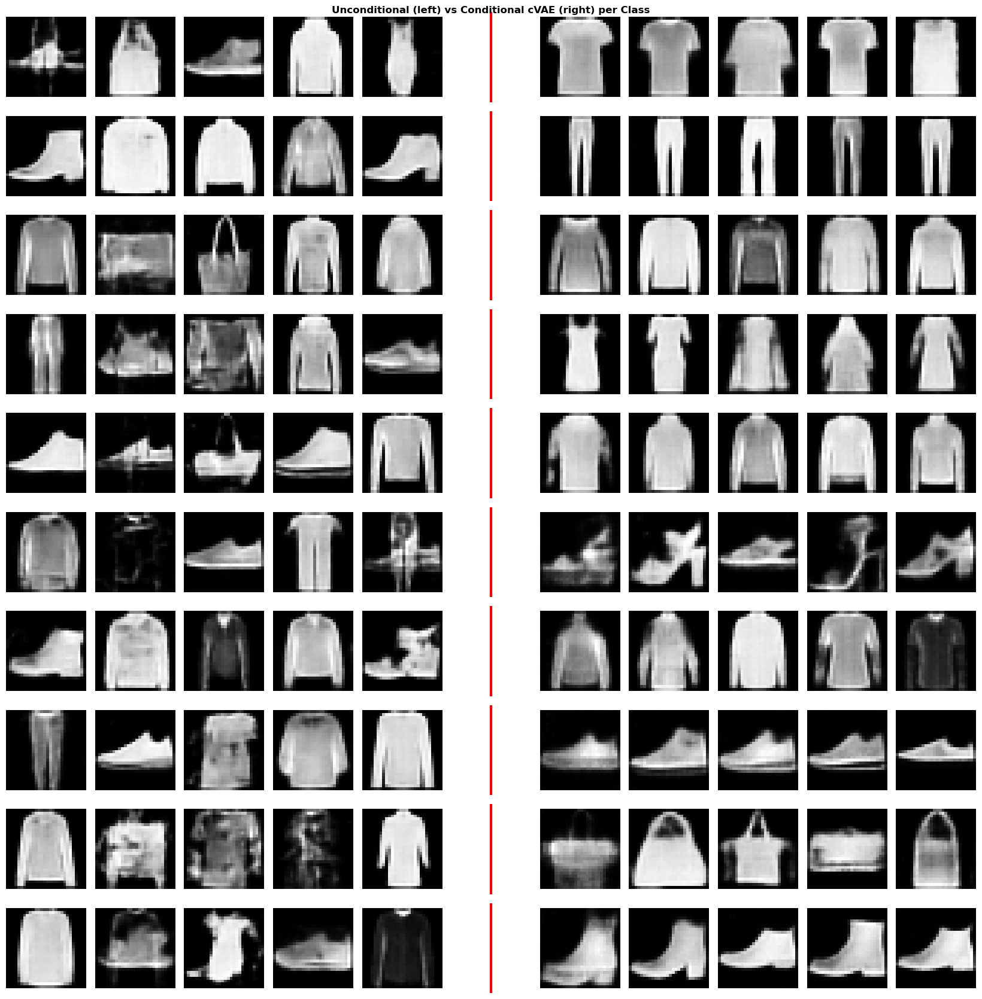 Unconditional (left) vs Conditional cVAE (right) per Class